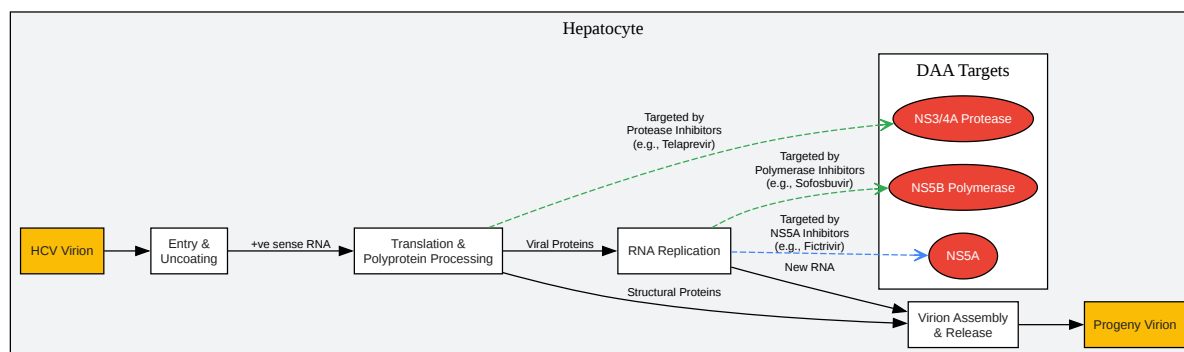 Hepatocyte
DAA Targets
NS3/4A Protease
Targeted by
Protease Inhibitors
(e.g., Telaprevir)
Targeted by
Polymerase Inhibitors
(e.g., Sofosbuvir)
NS5B Polymerase
Targeted by
NS5A Inhibitors
(e.g., Fictrivir)
NS5A
HCV Virion
Entry &
Uncoating
+ve sense RNA
Translation &
Polyprotein Processing
Viral Proteins
RNA Replication
New RNA
Structural Proteins
Virion Assembly
& Release
Progeny Virion